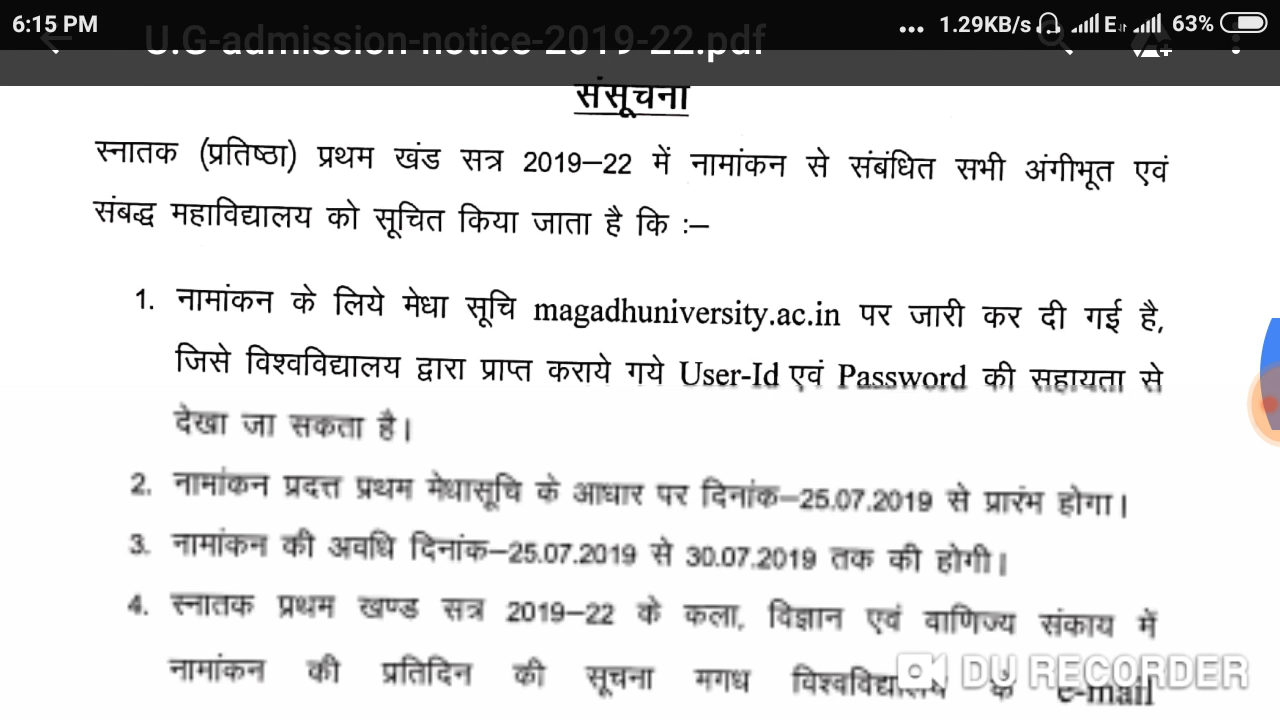 6:15 PM ... 1.29KB/s E 63%
U.G-admission-notice-2019-22.pdf
संसूचना
स्नातक (प्रतिष्ठा) प्रथम खंड सत्र 2019–22 में नामांकन से संबंधित सभी अंगीभूत एवं
संबद्ध महाविद्यालय को सूचित किया जाता है कि :–
1. नामांकन के लिये मेधा सूचि magadhuniversity.ac.in पर जारी कर दी गई है,
जिसे विश्वविद्यालय द्वारा प्राप्त कराये गये User-Id एवं Password की सहायता से
देखा जा सकता है।
2. नामांकन प्रदत्त प्रथम मेधासूचि के आधार पर दिनांक–25.07.2019 से प्रारंभ होगा।
3. नामांकन की अवधि दिनांक–25.07.2019 से 30.07.2019 तक की होगी।
4. स्नातक प्रथम खण्ड सत्र 2019–22 के कला, विज्ञान एवं वाणिज्य संकाय में
नामांकन की प्रतिदिन की सूचना मगध विश्वविद्यालय के e-mail
DU RECORDER